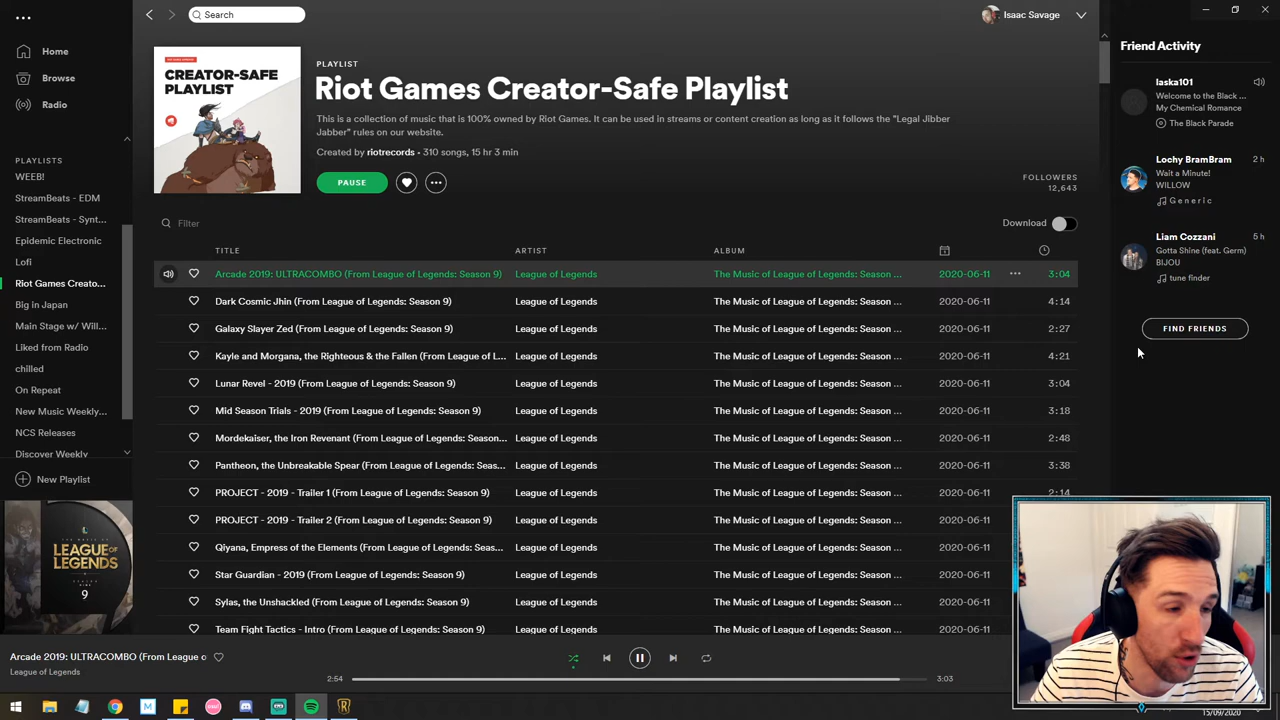 Search
Isaac Savage
Home
Browse
Radio
PLAYLISTS
WEEB!
StreamBeats - EDM
StreamBeats - Synt...
Epidemic Electronic
Lofi
Riot Games Creato...
Big in Japan
Main Stage w/ Will...
Liked from Radio
chilled
On Repeat
New Music Weekly...
NCS Releases
Discover Weekly
New Playlist
LEAGUE OF
LEGENDS
9
CREATOR-SAFE
PLAYLIST
PLAYLIST
Riot Games Creator-Safe Playlist
This is a collection of music that is 100% owned by Riot Games. It can be used in streams or content creation as long as it follows the "Legal Jibber
Jabber" rules on our website.
Created by riotrecords • 310 songs, 15 hr 3 min
PAUSE
FOLLOWERS
12,643
Filter
Download
TITLE ARTIST ALBUM
Arcade 2019: ULTRACOMBO (From League of Legends: Season 9) League of Legends The Music of League of Legends: Season ... 2020-06-11 3:04
Dark Cosmic Jhin (From League of Legends: Season 9) League of Legends The Music of League of Legends: Season ... 2020-06-11 4:14
Galaxy Slayer Zed (From League of Legends: Season 9) League of Legends The Music of League of Legends: Season ... 2020-06-11 2:27
Kayle and Morgana, the Righteous & the Fallen (From League of L... League of Legends The Music of League of Legends: Season ... 2020-06-11 4:21
Lunar Revel - 2019 (From League of Legends: Season 9) League of Legends The Music of League of Legends: Season ... 2020-06-11 3:04
Mid Season Trials - 2019 (From League of Legends: Season 9) League of Legends The Music of League of Legends: Season ... 2020-06-11 3:18
Mordekaiser, the Iron Revenant (From League of Legends: Season... League of Legends The Music of League of Legends: Season ... 2020-06-11 2:48
Pantheon, the Unbreakable Spear (From League of Legends: Seas... League of Legends The Music of League of Legends: Season ... 2020-06-11 3:38
PROJECT - 2019 - Trailer 1 (From League of Legends: Season 9) League of Legends The Music of League of Legends: Season ... 2020-06-11 2:14
PROJECT - 2019 - Trailer 2 (From League of Legends: Season 9) League of Legends The Music of League of Legends: Season ... 2020-06-11
Qiyana, Empress of the Elements (From League of Legends: Seas... League of Legends The Music of League of Legends: Season ... 2020-06-11
Star Guardian - 2019 (From League of Legends: Season 9) League of Legends The Music of League of Legends: Season ... 2020-06-11
Sylas, the Unshackled (From League of Legends: Season 9) League of Legends The Music of League of Legends: Season ... 2020-06-11
Team Fight Tactics - Intro (From League of Legends: Season 9) League of Legends The Music of League of Legends: Season ... 2020-06-11
Friend Activity
laska101
Welcome to the Black ...
My Chemical Romance
The Black Parade
Lochy BramBram 2 h
Wait a Minute!
WILLOW
Generic
Liam Cozzani 5 h
Gotta Shine (feat. Germ)
BIJOU
tune finder
FIND FRIENDS
Arcade 2019: ULTRACOMBO (From League o
League of Legends
2:54
3:03
15/09/2020